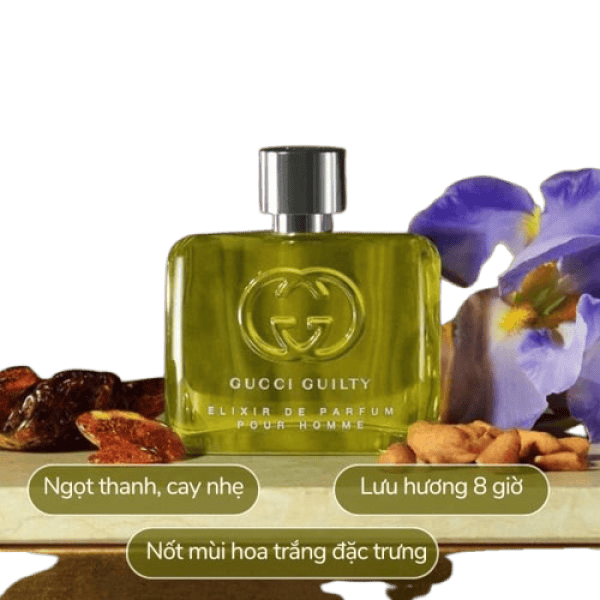 GUCCI GUILTY
ELIXIR DE PARFUM
POUR HOMME
Ngọt thanh, cay nhẹ
Lưu hương 8 giờ
Nốt mùi hoa trắng đặc trưng